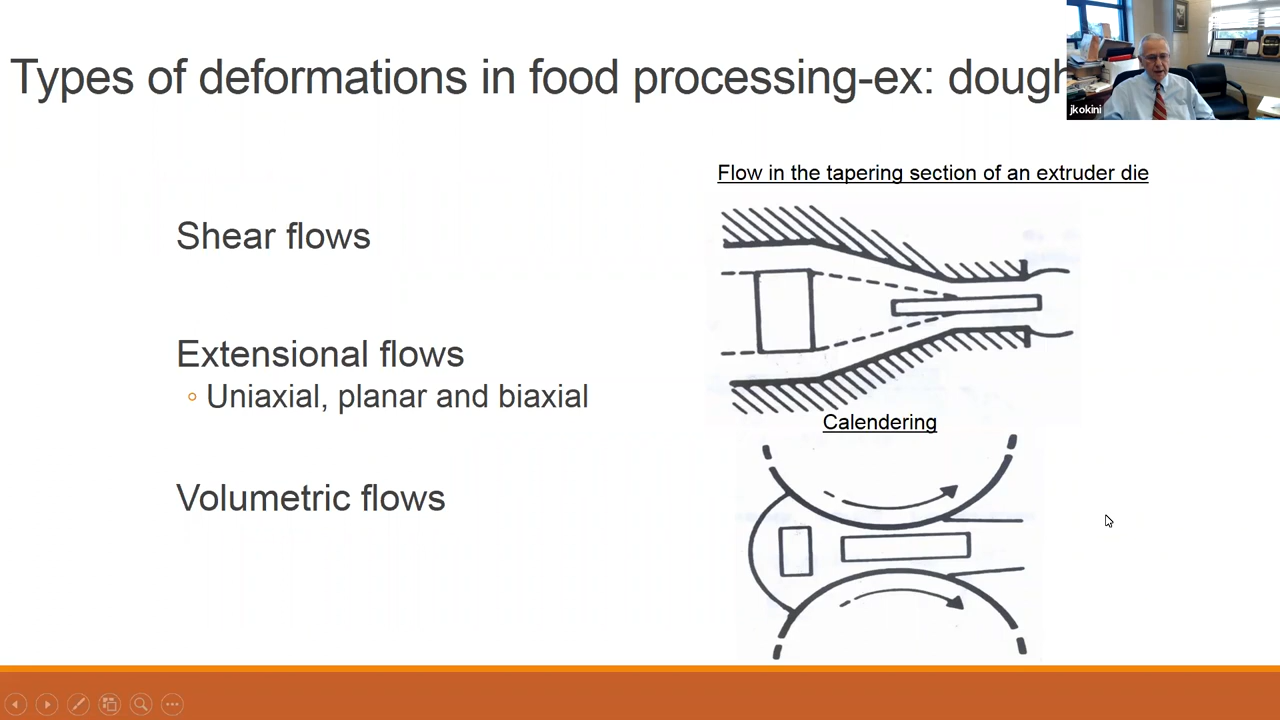 Types of deformations in food processing-ex: dough
jkokini
Flow in the tapering section of an extruder die
Shear flows
Extensional flows
Uniaxial, planar and biaxial
Calendering
Volumetric flows